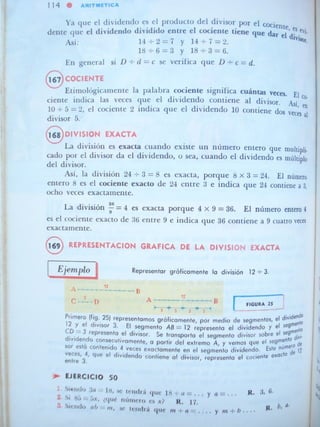 114 • ARITMETICA
Ya que el dividendo es el producto del divisor por el cociente, es evi-
dente que el dividendo dividido entre el cociente tiene que dar el divisor.
Así: 14 ÷ 2 = 7 y 14 ÷ 7 = 2.
18 ÷ 6 = 3 y 18 ÷ 3 = 6.
En general si D ÷ d = c se verifica que D ÷ c = d.
167 COCIENTE
Etimológicamente la palabra cociente significa cuántas veces. El co-
ciente indica las veces que el dividendo contiene al divisor. Así, en
10 ÷ 5 = 2, el cociente 2 indica que el dividendo 10 contiene dos veces al
divisor 5.
168 DIVISION EXACTA
La división es exacta cuando existe un número entero que multipli-
cado por el divisor da el dividendo, o sea, cuando el dividendo es múltiplo
del divisor.
Así, la división 24 ÷ 3 = 8 es exacta, porque 8 × 3 = 24. El número
entero 8 es el cociente exacto de 24 entre 3 e indica que 24 contiene a 3,
ocho veces exactamente.
La división 36/9 = 4 es exacta porque 4 × 9 = 36. El número entero 4
es el cociente exacto de 36 entre 9 e indica que 36 contiene a 9 cuatro veces
exactamente.
169 REPRESENTACION GRAFICA DE LA DIVISION EXACTA
Ejemplo Representar gráficamente la división 12 ÷ 3.
A 12 B
C 3 D A 12 B FIGURA 25
Primero (fig. 25) representamos gráficamente, por medio de segmentos, el dividendo
12 y el divisor 3. El segmento AB = 12 representa el dividendo y el segmento
CD = 3 representa el divisor. Se transporta el segmento divisor sobre el segmento
dividendo consecutivamente, a partir del extremo A, y vemos que el segmento divi-
sor está contenido 4 veces exactamente en el segmento dividendo. Este número de
veces, 4, que el dividendo contiene al divisor, representa el cociente exacto de 12
entre 3.
EJERCICIO 50
1. Siendo 3a = 18, se tendrá que 18 ÷ a = ... y a = ... R. 3, 6.
2. Si 85 = 5x, ¿qué número es x? R. 17.
3. Siendo ab = m, se tendrá que m ÷ a = .... y m ÷ b .... R. b, a.